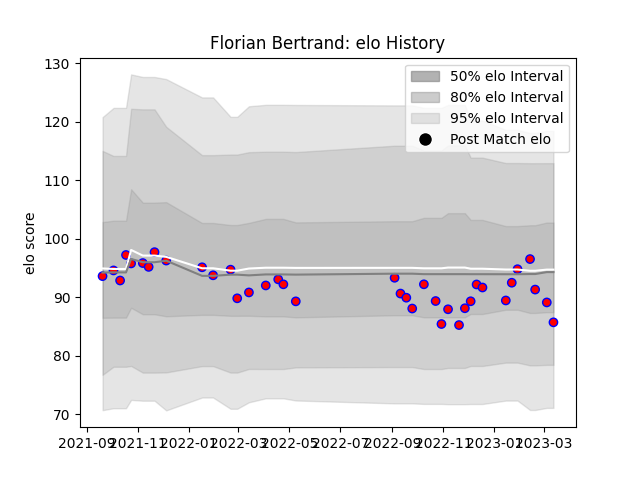 Florian Bertrand: elo History
130
120
110
100
90
80
70
elo score
50% elo Interval
80% elo Interval
95% elo Interval
Post Match elo
2021-09 2021-11 2022-01 2022-03 2022-05 2022-07 2022-09 2022-11 2023-01 2023-03